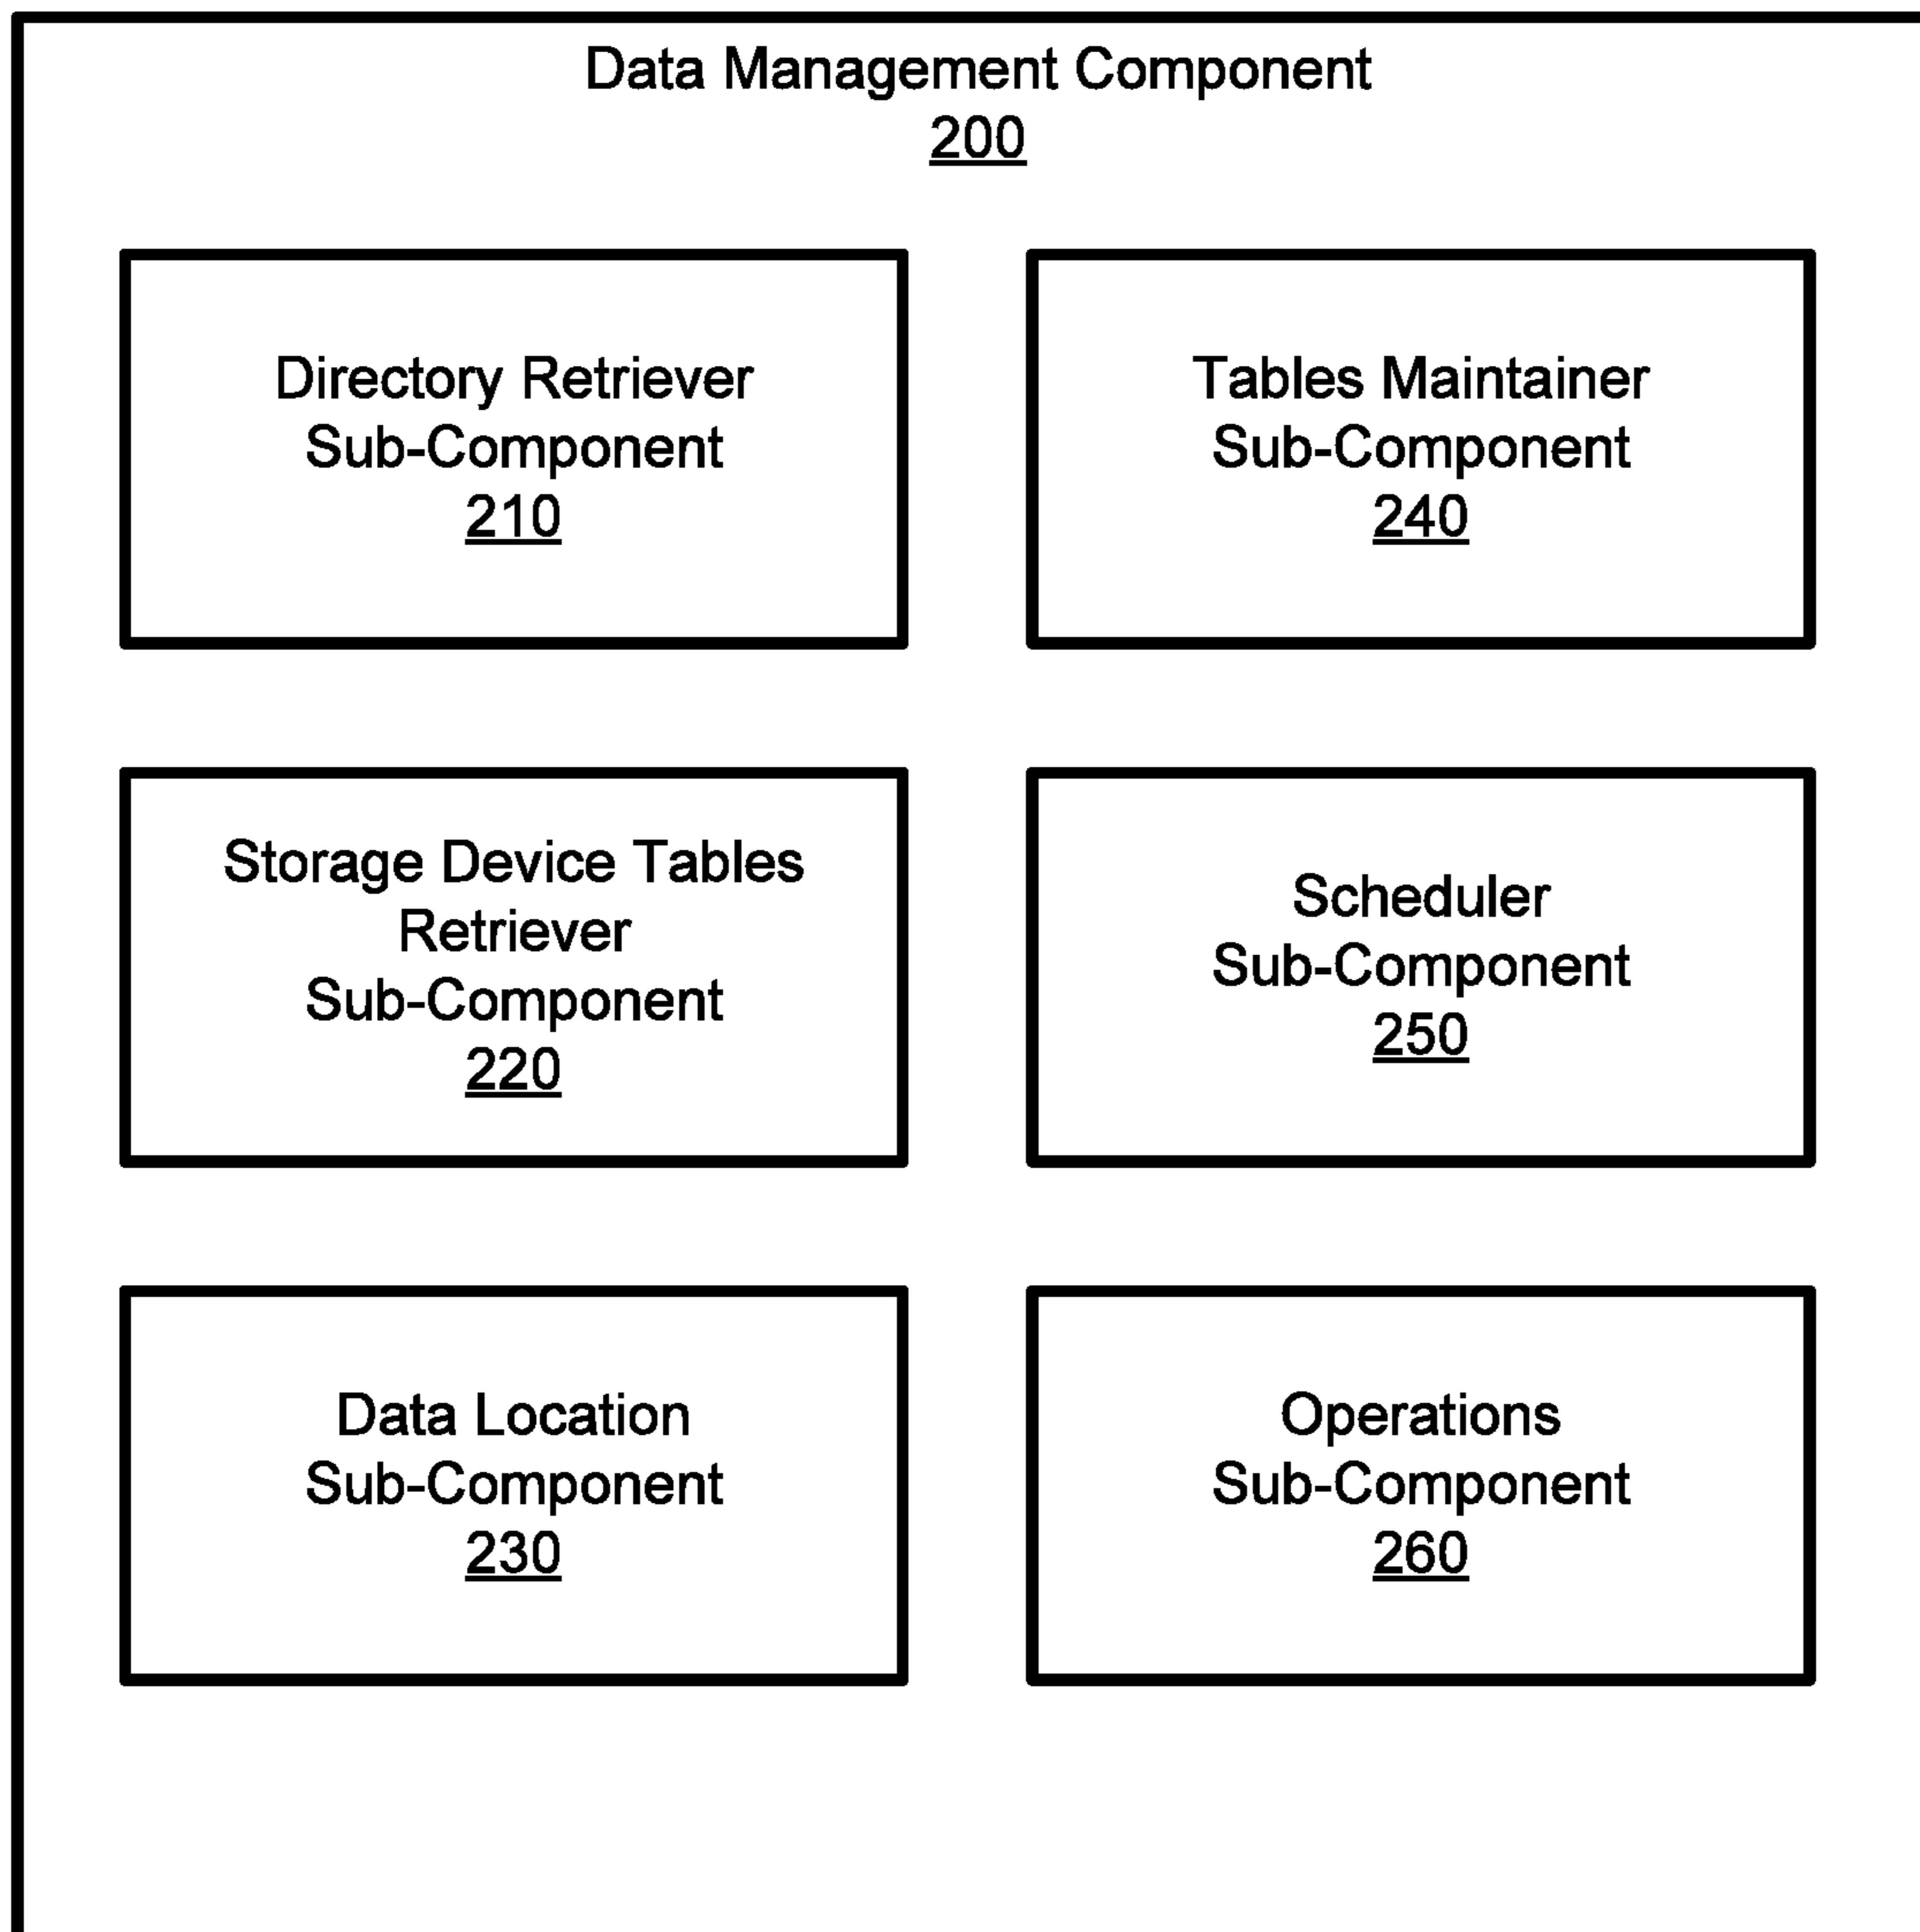 Data Management Component
200
Directory Retriever
Sub-Component
210
Tables Maintainer
Sub-Component
240
Storage Device Tables
Retriever
Sub-Component
220
Scheduler
Sub-Component
250
Data Location
Sub-Component
230
Operations
Sub-Component
260